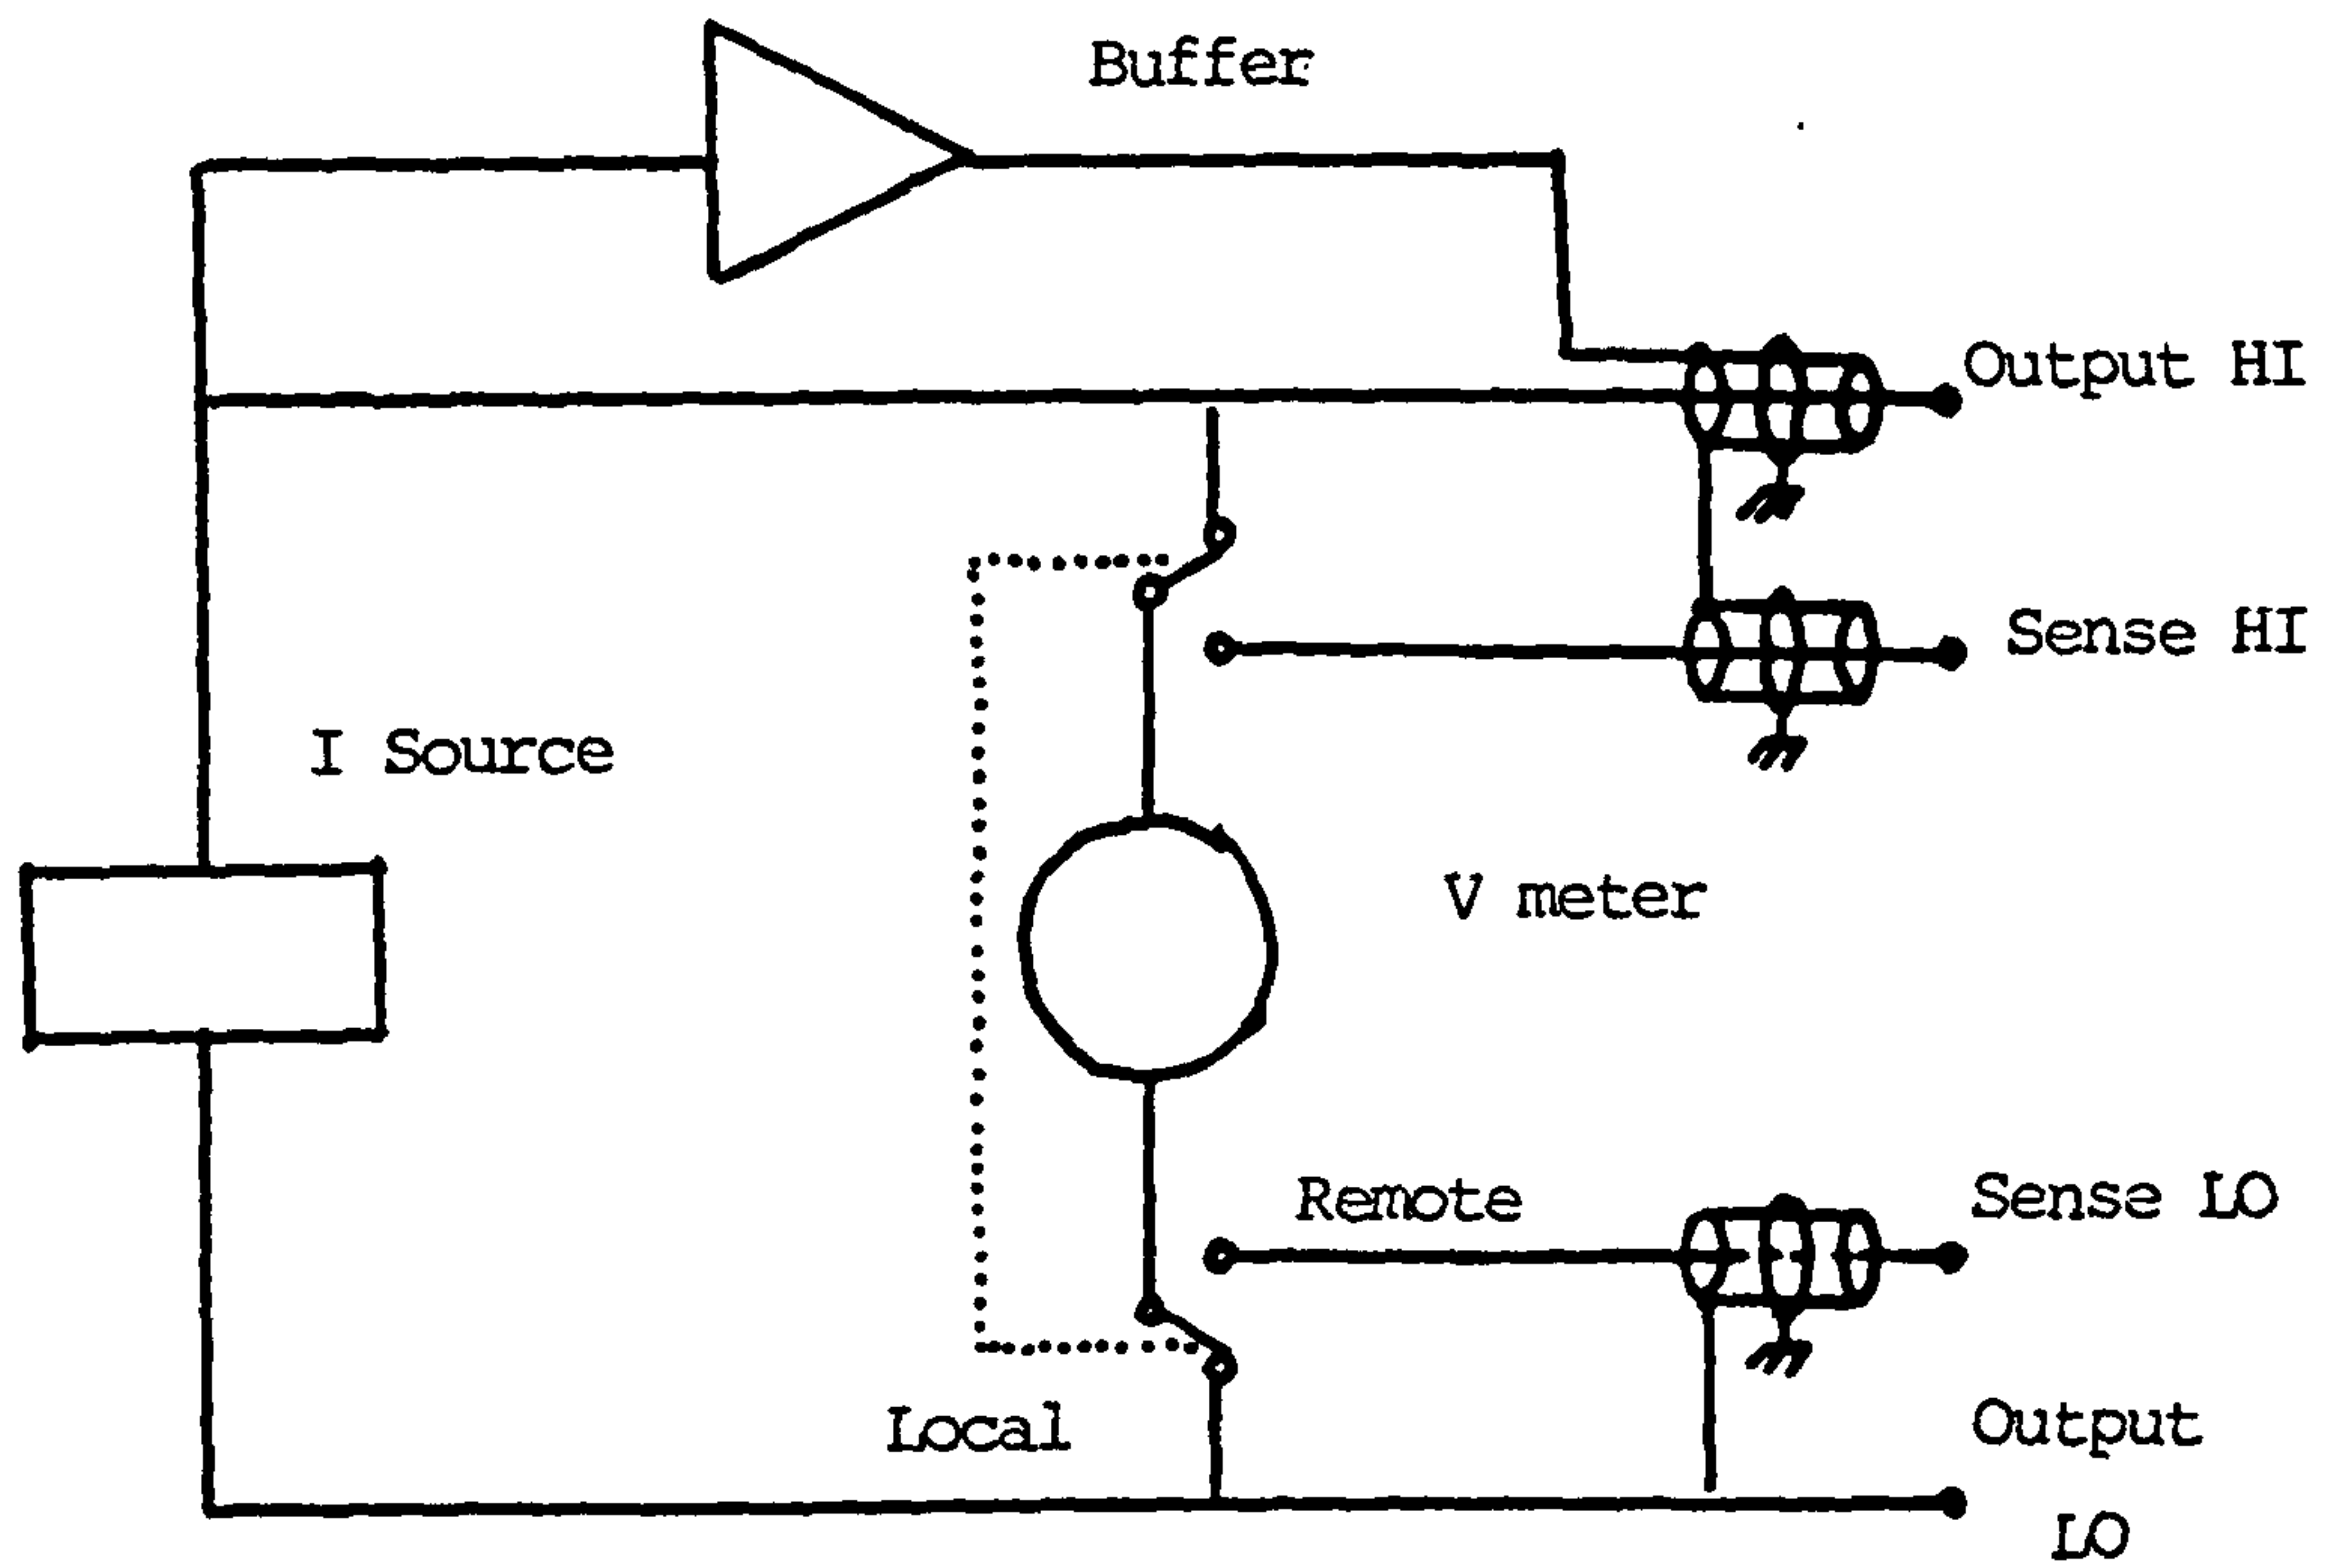 Buffer
Output HI
Sense HI
I Source
V meter
Remote
Sense LO
Local
Output
LO